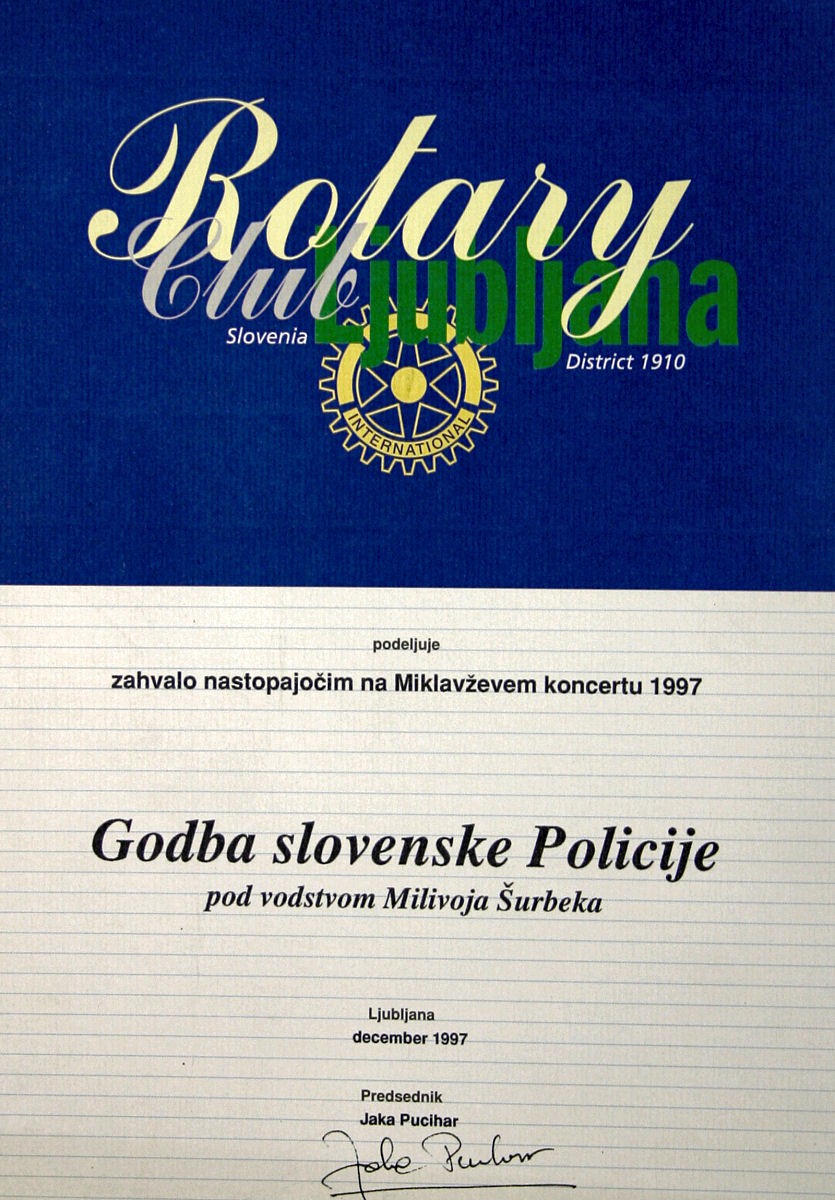 Rotary
Club Ljubljana
Slovenia
District 1910
INTERNATIONAL
podeljuje
zahvalo nastopajočim na Miklavževem koncertu 1997
Godba slovenske Policije
pod vodstvom Milivoja Šurbeka
Ljubljana
december 1997
Predsednik
Jaka Pucihar